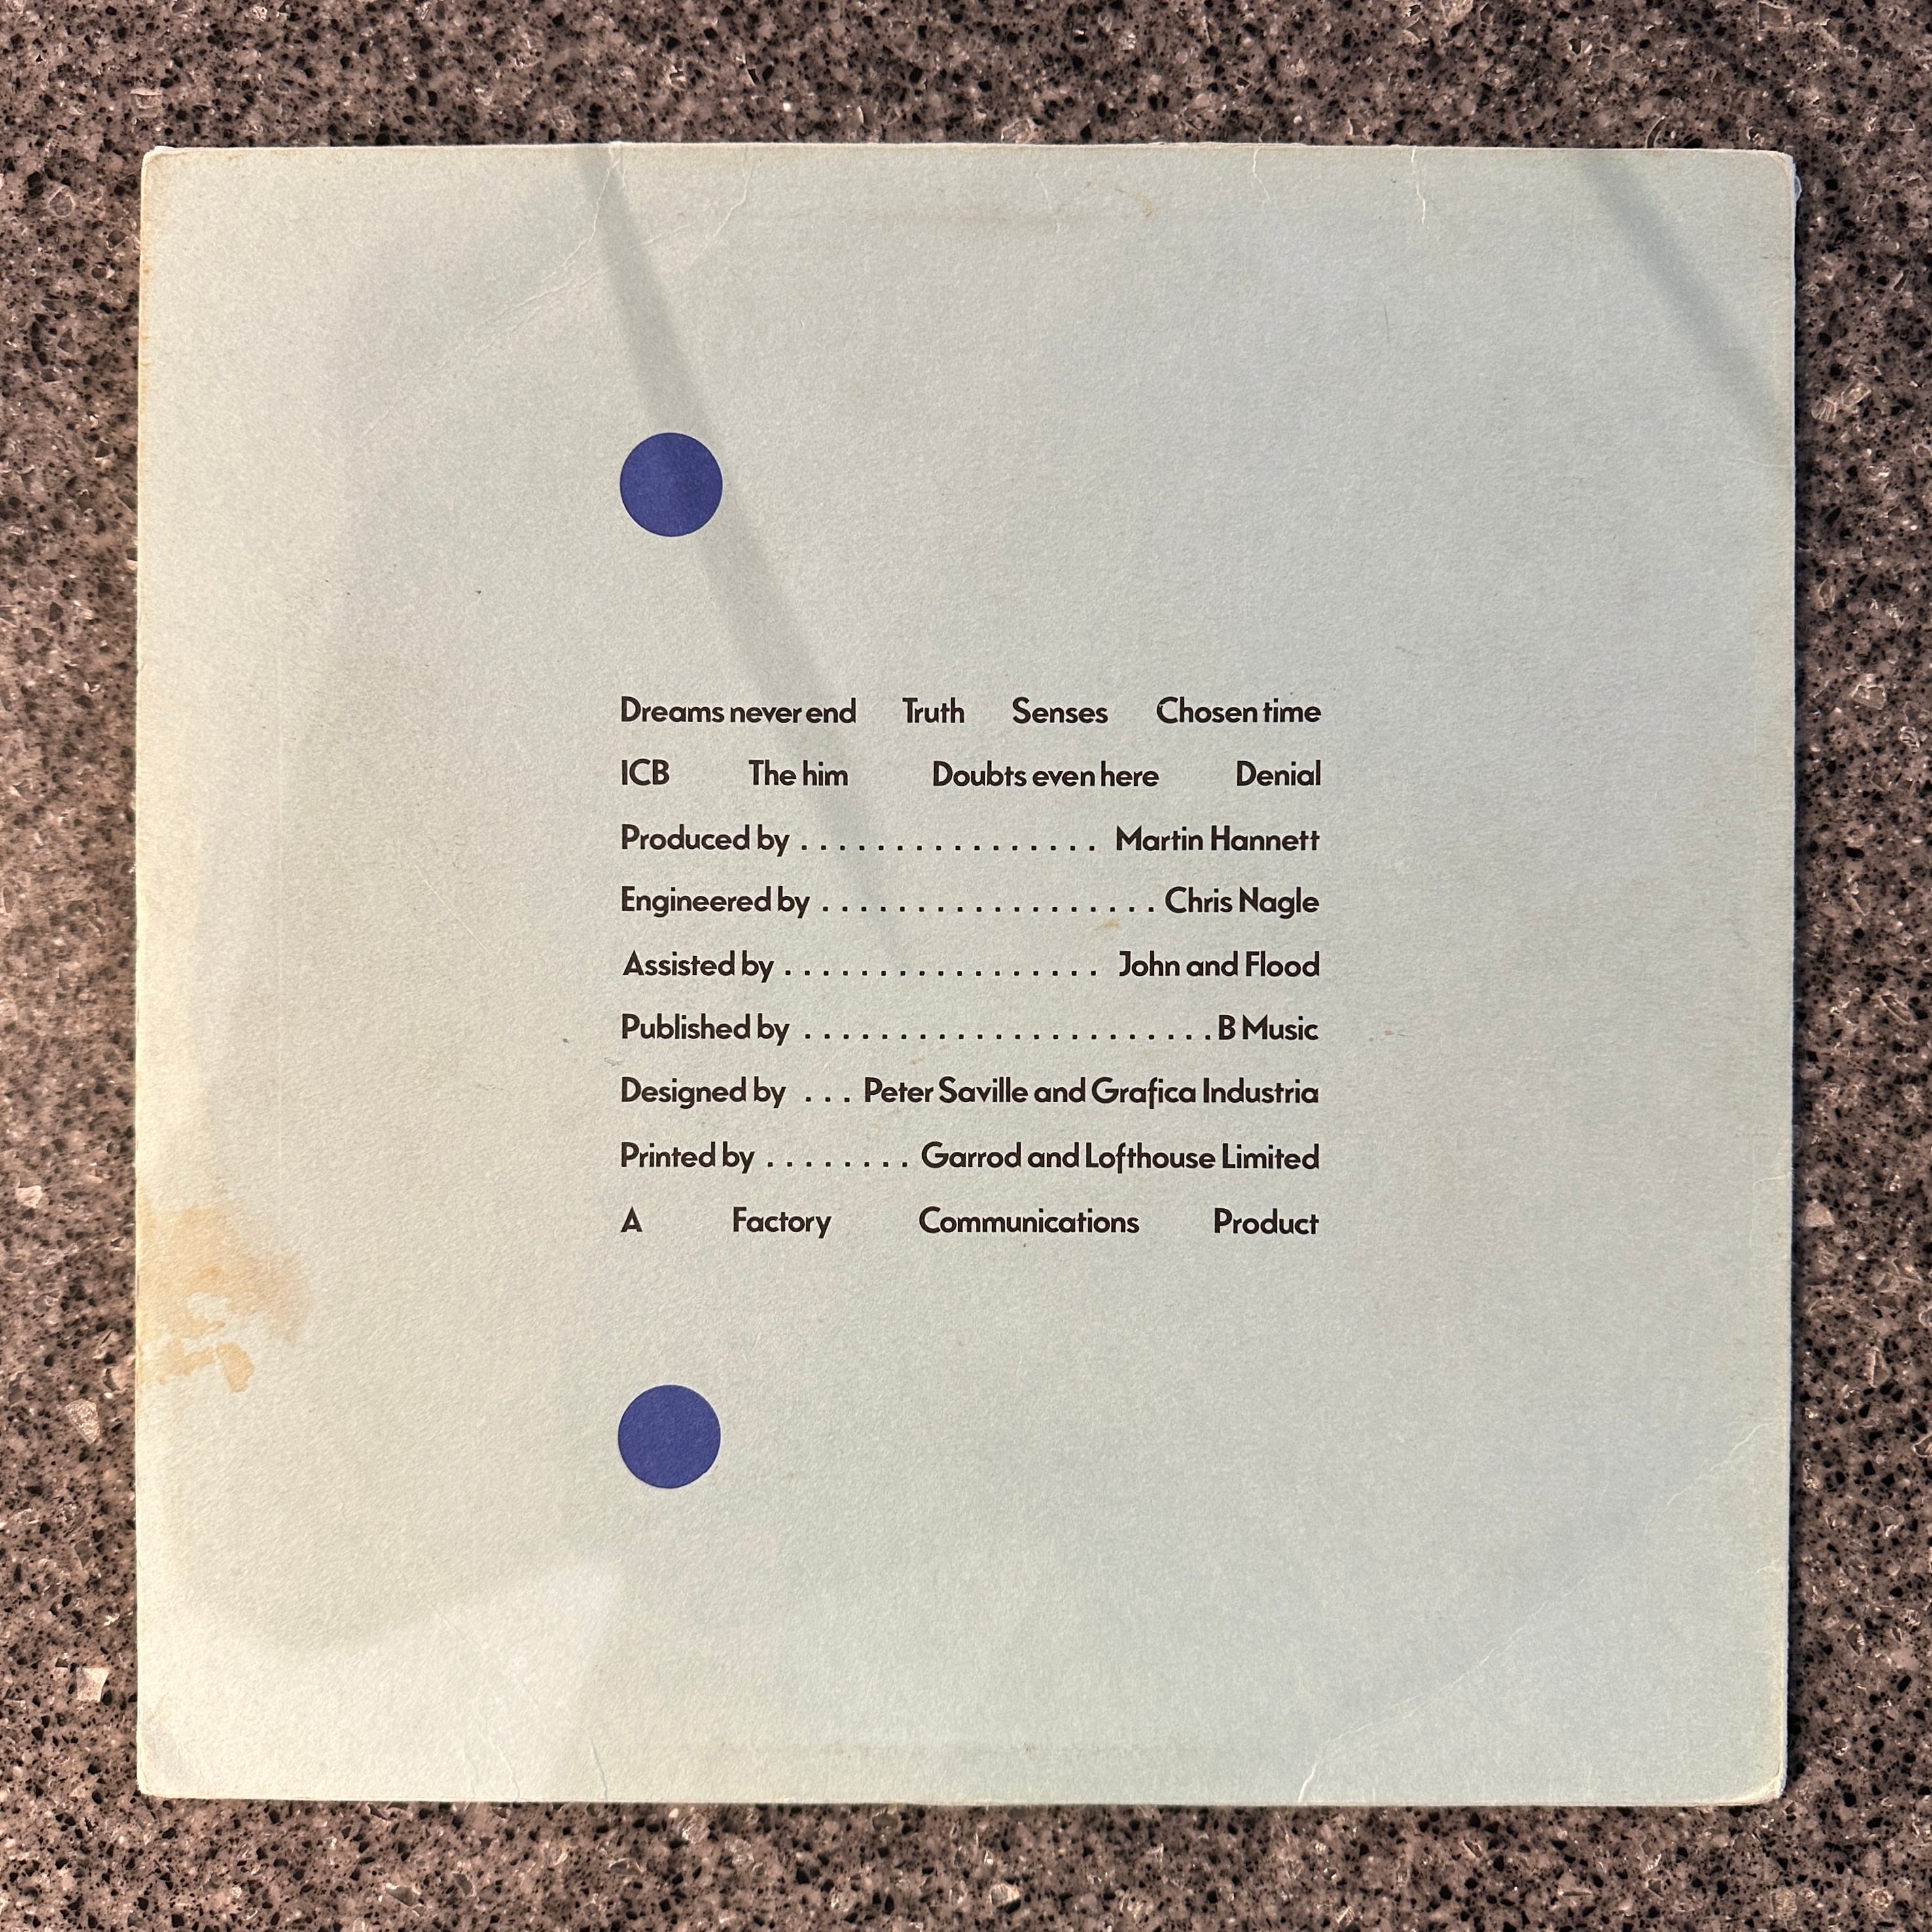 Dreams never end Truth Senses Chosen time
ICB The him Doubts even here Denial
Produced by . . . . . . . . . . . . . . . . Martin Hannett
Engineered by . . . . . . . . . . . . . . . . . . Chris Nagle
Assisted by . . . . . . . . . . . . . . . . . John and Flood
Published by . . . . . . . . . . . . . . . . . . . . . . B Music
Designed by . . . Peter Saville and Grafica Industria
Printed by . . . . . . . . Garrod and Lofthouse Limited
A Factory Communications Product